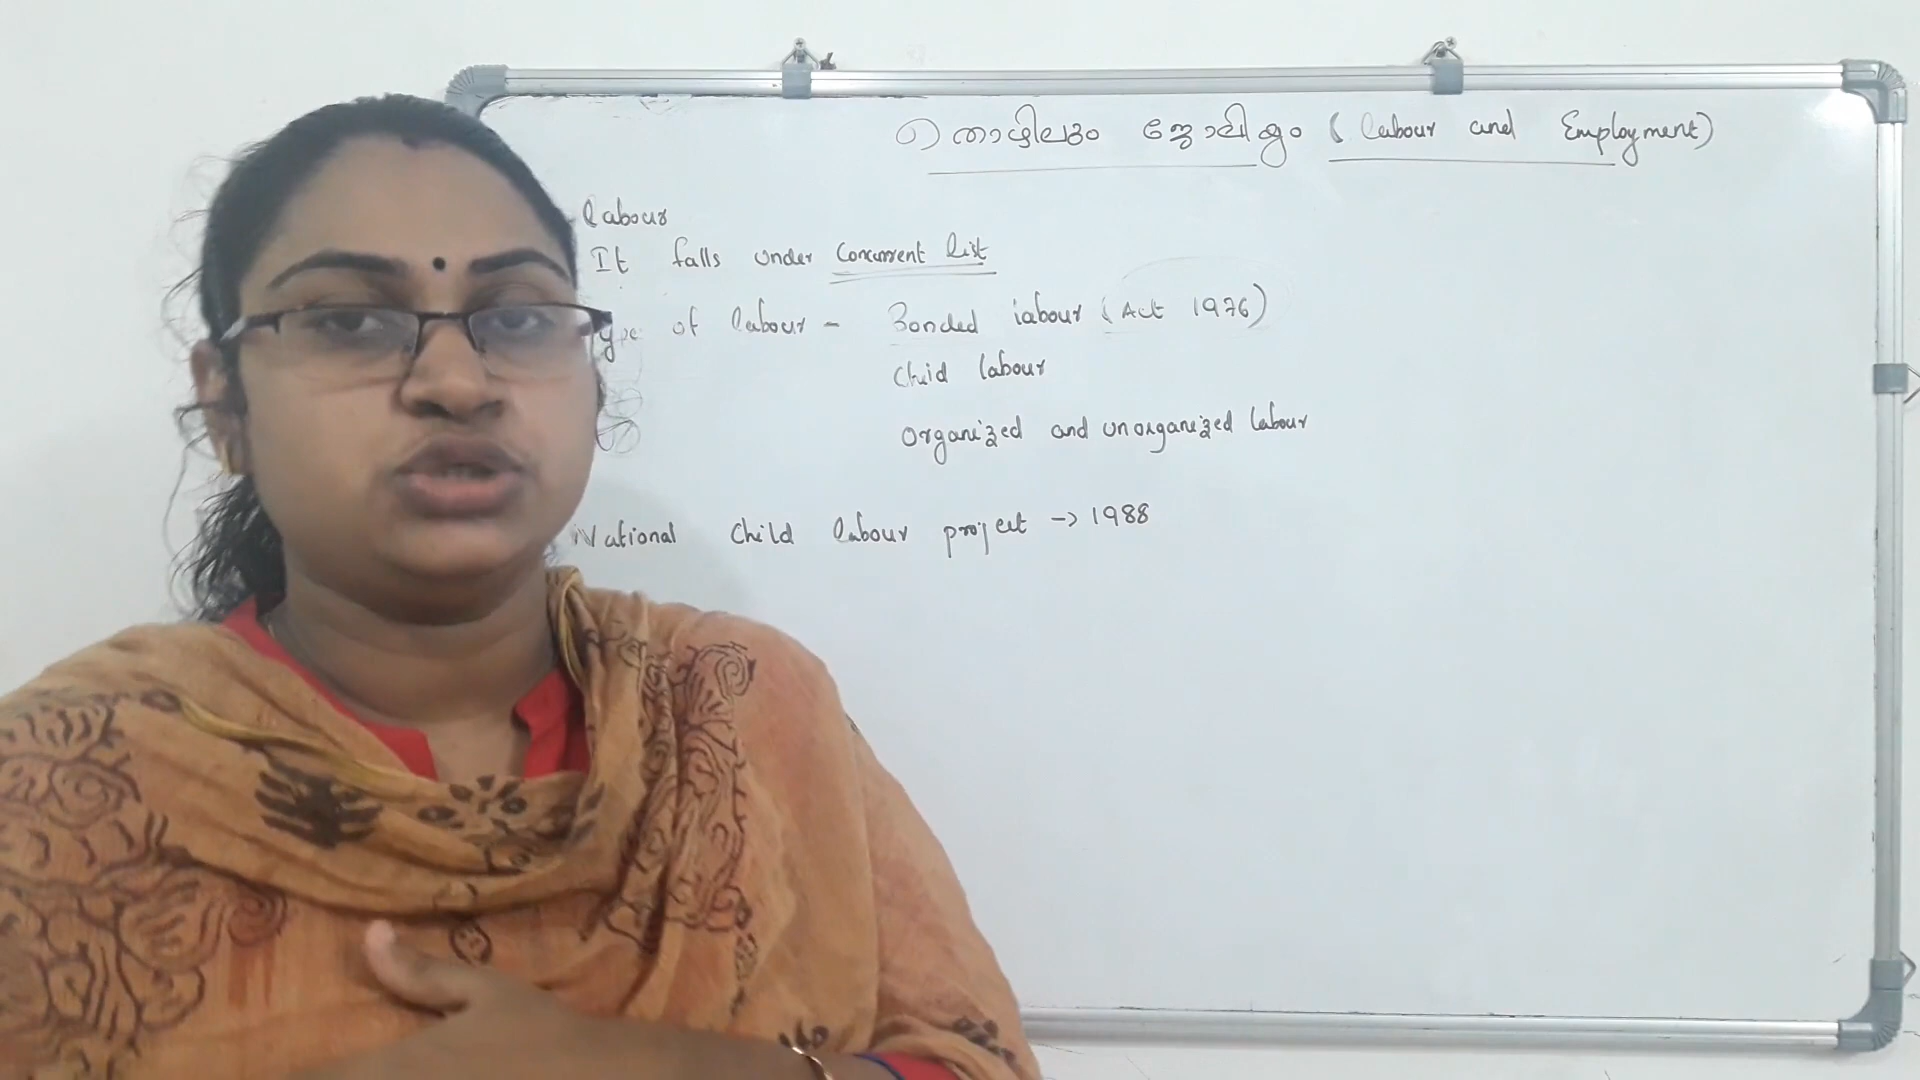 തൊഴിലും ജോലിയും (Labour and Employment)
Labour
It falls under Concurrent list
Type of labour - Bonded labour (Act 1976)
Child labour
Organized and unorganized labour
National Child labour project -> 1988